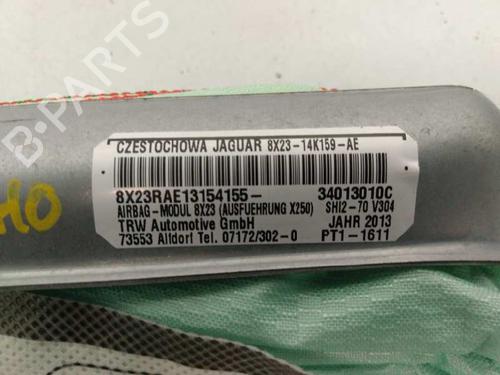 CZESTOCHOWA JAGUAR 8X23-14K159-AE
8X23RAE13154155- 34013010C
AIRBAG-MODUL 8X23 (AUSFUEHRUNG X250) SHI2-70 V304
TRW Automotive GmbH JAHR 2013
73553 Alfdorf Tel. 07172/302-0 PT1-1611
B-PARTS
HO